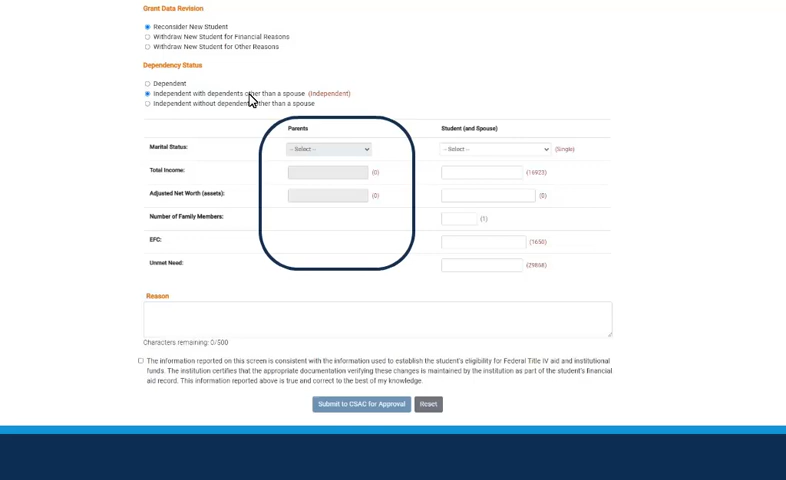 Grant Data Revision
Reconsider New Student
Withdraw New Student for Financial Reasons
Withdraw New Student for Other Reasons
Dependency Status
Dependent
Independent with dependents other than a spouse (Independent)
Independent without dependents other than a spouse
Parents Student (and Spouse)
Marital Status: -- Select -- -- Select -- (Single)
Total Income: (0) (16923)
Adjusted Net Worth (assets): (0) (0)
Number of Family Members: (1)
EFC: (1650)
Unmet Need: (29868)
Reason
Characters remaining: 0/500
The information reported on this screen is consistent with the information used to establish the student's eligibility for Federal Title IV aid and institutional
funds. The institution certifies that the appropriate documentation verifying these changes is maintained by the institution as part of the student's financial
aid record. This information reported above is true and correct to the best of my knowledge.
Submit to CSAC for Approval Reset